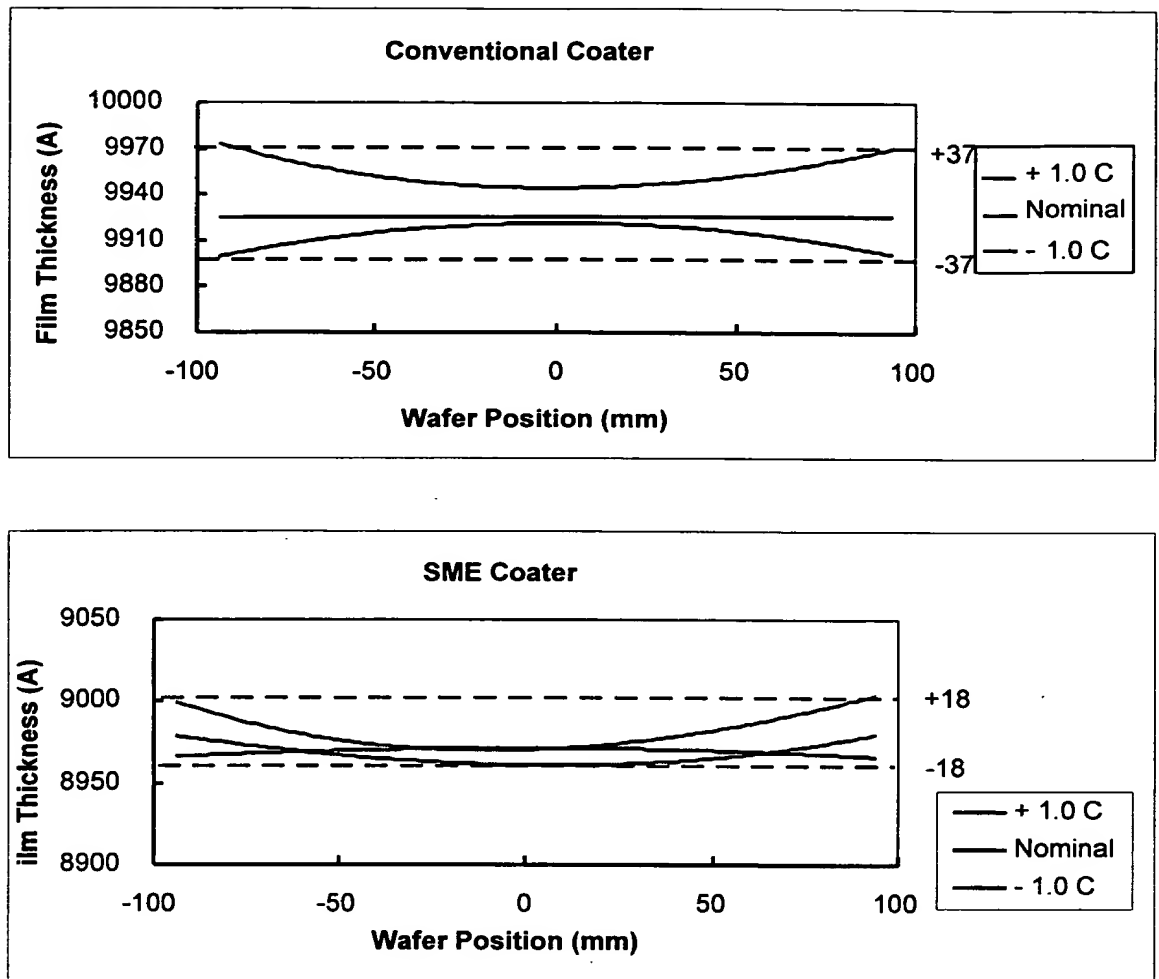 Conventional Coater
Film Thickness (A)
10000
9970
9940
9910
9880
9850
-100 -50 0 50 100
Wafer Position (mm)
+37
-37
+ 1.0 C
Nominal
- 1.0 C
SME Coater
ilm Thickness (A)
9050
9000
8950
8900
-100 -50 0 50 100
Wafer Position (mm)
+18
-18
+ 1.0 C
Nominal
- 1.0 C